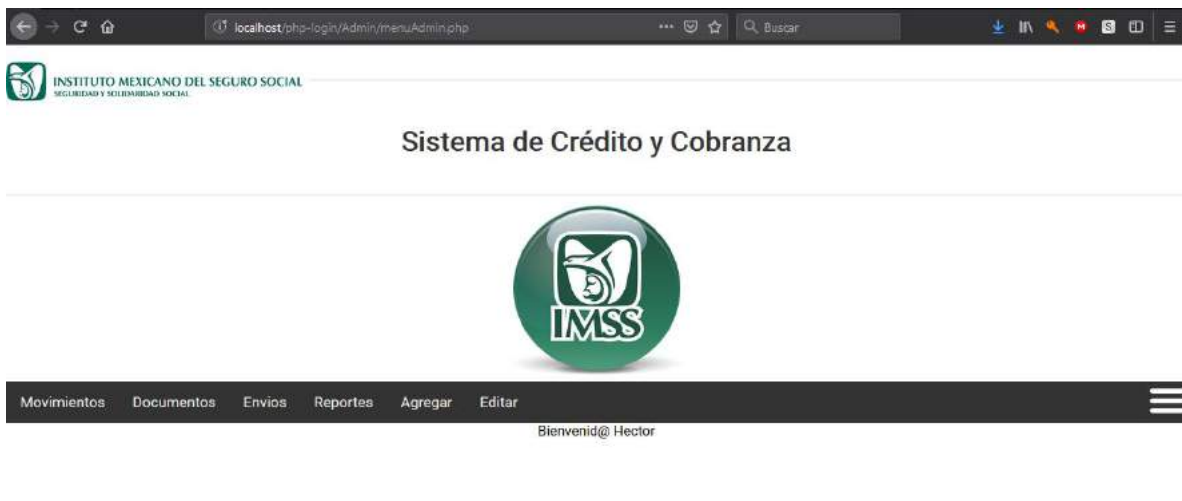 localhost/php-login/Admin/menuAdmin.php
Buscar
INSTITUTO MEXICANO DEL SEGURO SOCIAL
SEGURIDAD Y SOLIDARIDAD SOCIAL
Sistema de Crédito y Cobranza
IMSS
Movimientos Documentos Envios Reportes Agregar Editar
Bienvenid@ Hector